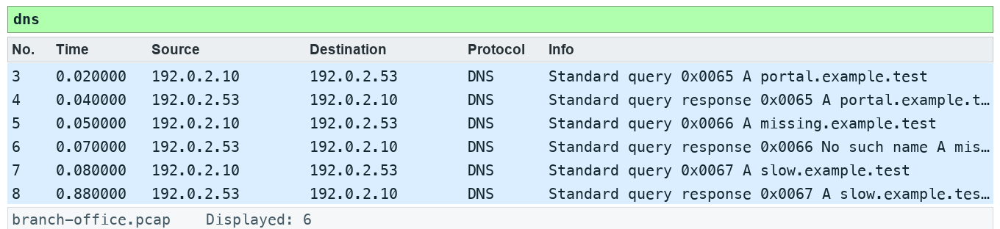 dns
No. Time Source Destination Protocol Info
3 0.020000 192.0.2.10 192.0.2.53 DNS Standard query 0x0065 A portal.example.test
4 0.040000 192.0.2.53 192.0.2.10 DNS Standard query response 0x0065 A portal.example.t…
5 0.050000 192.0.2.10 192.0.2.53 DNS Standard query 0x0066 A missing.example.test
6 0.070000 192.0.2.53 192.0.2.10 DNS Standard query response 0x0066 No such name A mis…
7 0.080000 192.0.2.10 192.0.2.53 DNS Standard query 0x0067 A slow.example.test
8 0.880000 192.0.2.53 192.0.2.10 DNS Standard query response 0x0067 A slow.example.tes…
branch-office.pcap Displayed: 6